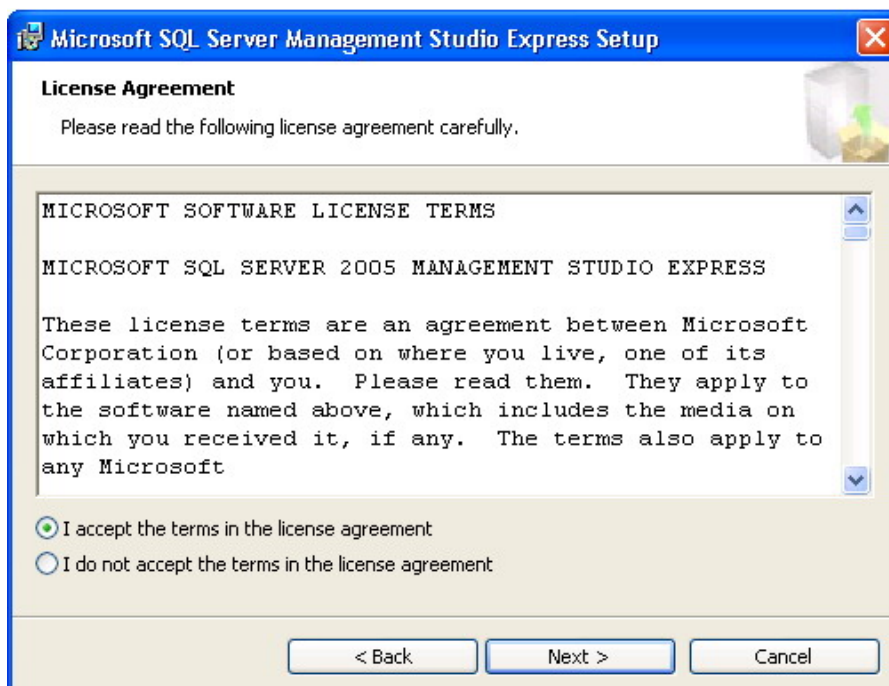 Microsoft SQL Server Management Studio Express Setup
License Agreement
Please read the following license agreement carefully.
MICROSOFT SOFTWARE LICENSE TERMS
MICROSOFT SQL SERVER 2005 MANAGEMENT STUDIO EXPRESS
These license terms are an agreement between Microsoft
Corporation (or based on where you live, one of its
affiliates) and you.  Please read them.  They apply to
the software named above, which includes the media on
which you received it, if any.  The terms also apply to
any Microsoft
I accept the terms in the license agreement
I do not accept the terms in the license agreement
< Back
Next >
Cancel